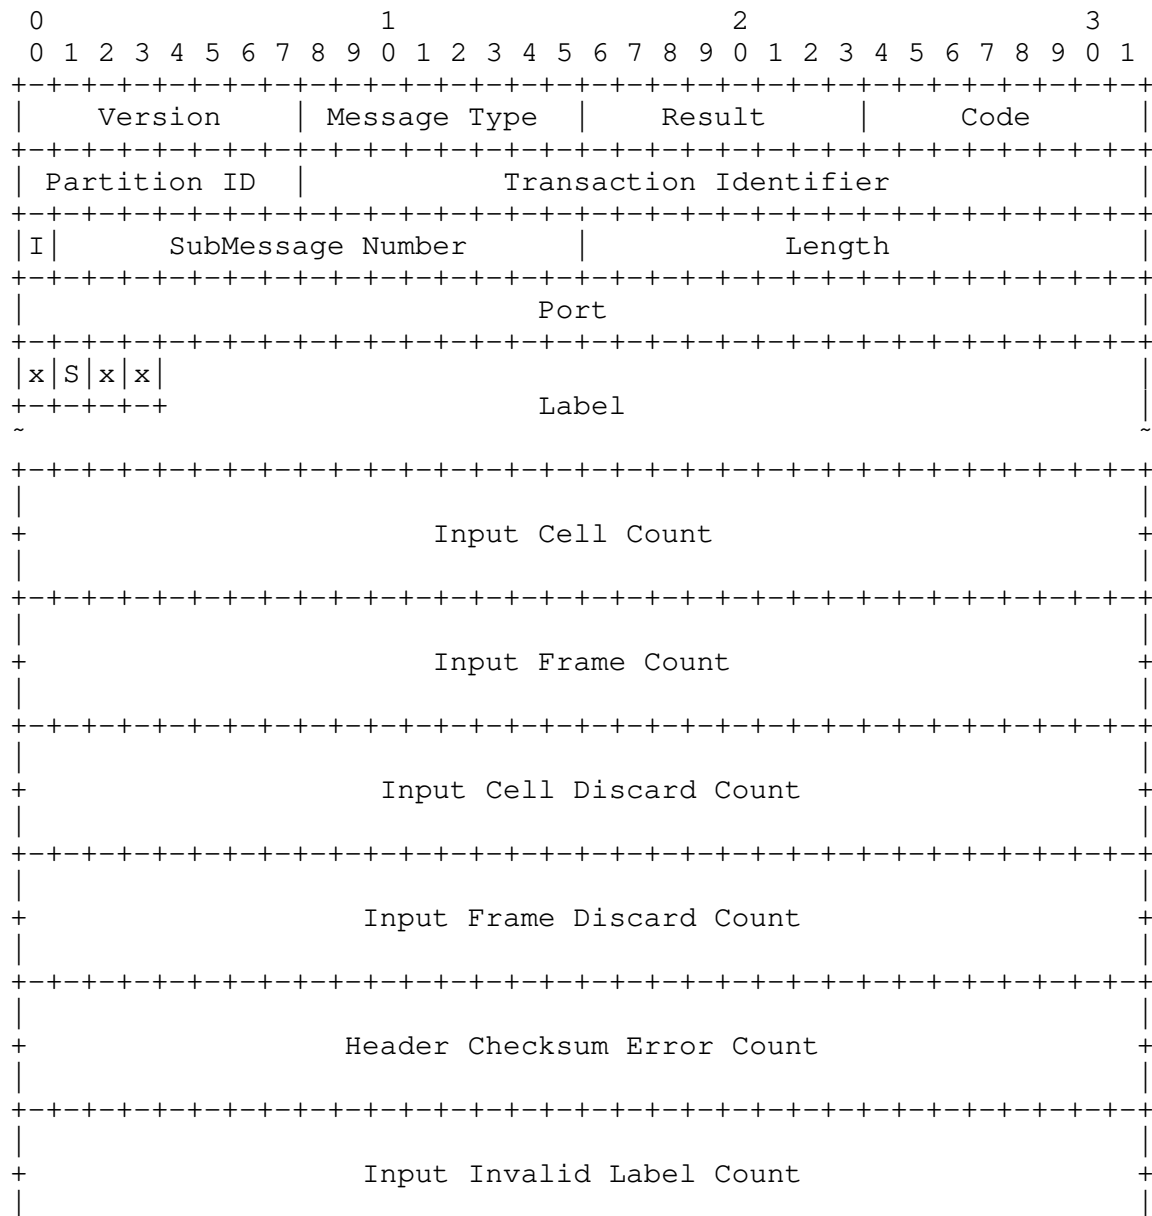 0                   1                   2                   3
 0 1 2 3 4 5 6 7 8 9 0 1 2 3 4 5 6 7 8 9 0 1 2 3 4 5 6 7 8 9 0 1
+-+-+-+-+-+-+-+-+-+-+-+-+-+-+-+-+-+-+-+-+-+-+-+-+-+-+-+-+-+-+-+-+
|    Version    | Message Type  |    Result     |     Code      |
+-+-+-+-+-+-+-+-+-+-+-+-+-+-+-+-+-+-+-+-+-+-+-+-+-+-+-+-+-+-+-+-+
| Partition ID  |           Transaction Identifier              |
+-+-+-+-+-+-+-+-+-+-+-+-+-+-+-+-+-+-+-+-+-+-+-+-+-+-+-+-+-+-+-+-+
|I|      SubMessage Number      |           Length              |
+-+-+-+-+-+-+-+-+-+-+-+-+-+-+-+-+-+-+-+-+-+-+-+-+-+-+-+-+-+-+-+-+
|                             Port                              |
+-+-+-+-+-+-+-+-+-+-+-+-+-+-+-+-+-+-+-+-+-+-+-+-+-+-+-+-+-+-+-+-+
|x|S|x|x|                                                       |
+-+-+-+-+                     Label                             |
~                                                               ~
+-+-+-+-+-+-+-+-+-+-+-+-+-+-+-+-+-+-+-+-+-+-+-+-+-+-+-+-+-+-+-+-+
|                                                               |
+                       Input Cell Count                        +
|                                                               |
+-+-+-+-+-+-+-+-+-+-+-+-+-+-+-+-+-+-+-+-+-+-+-+-+-+-+-+-+-+-+-+-+
|                                                               |
+                       Input Frame Count                       +
|                                                               |
+-+-+-+-+-+-+-+-+-+-+-+-+-+-+-+-+-+-+-+-+-+-+-+-+-+-+-+-+-+-+-+-+
|                                                               |
+                    Input Cell Discard Count                   +
|                                                               |
+-+-+-+-+-+-+-+-+-+-+-+-+-+-+-+-+-+-+-+-+-+-+-+-+-+-+-+-+-+-+-+-+
|                                                               |
+                   Input Frame Discard Count                   +
|                                                               |
+-+-+-+-+-+-+-+-+-+-+-+-+-+-+-+-+-+-+-+-+-+-+-+-+-+-+-+-+-+-+-+-+
|                                                               |
+                  Header Checksum Error Count                  +
|                                                               |
+-+-+-+-+-+-+-+-+-+-+-+-+-+-+-+-+-+-+-+-+-+-+-+-+-+-+-+-+-+-+-+-+
|                                                               |
+                   Input Invalid Label Count                   +
|                                                               |